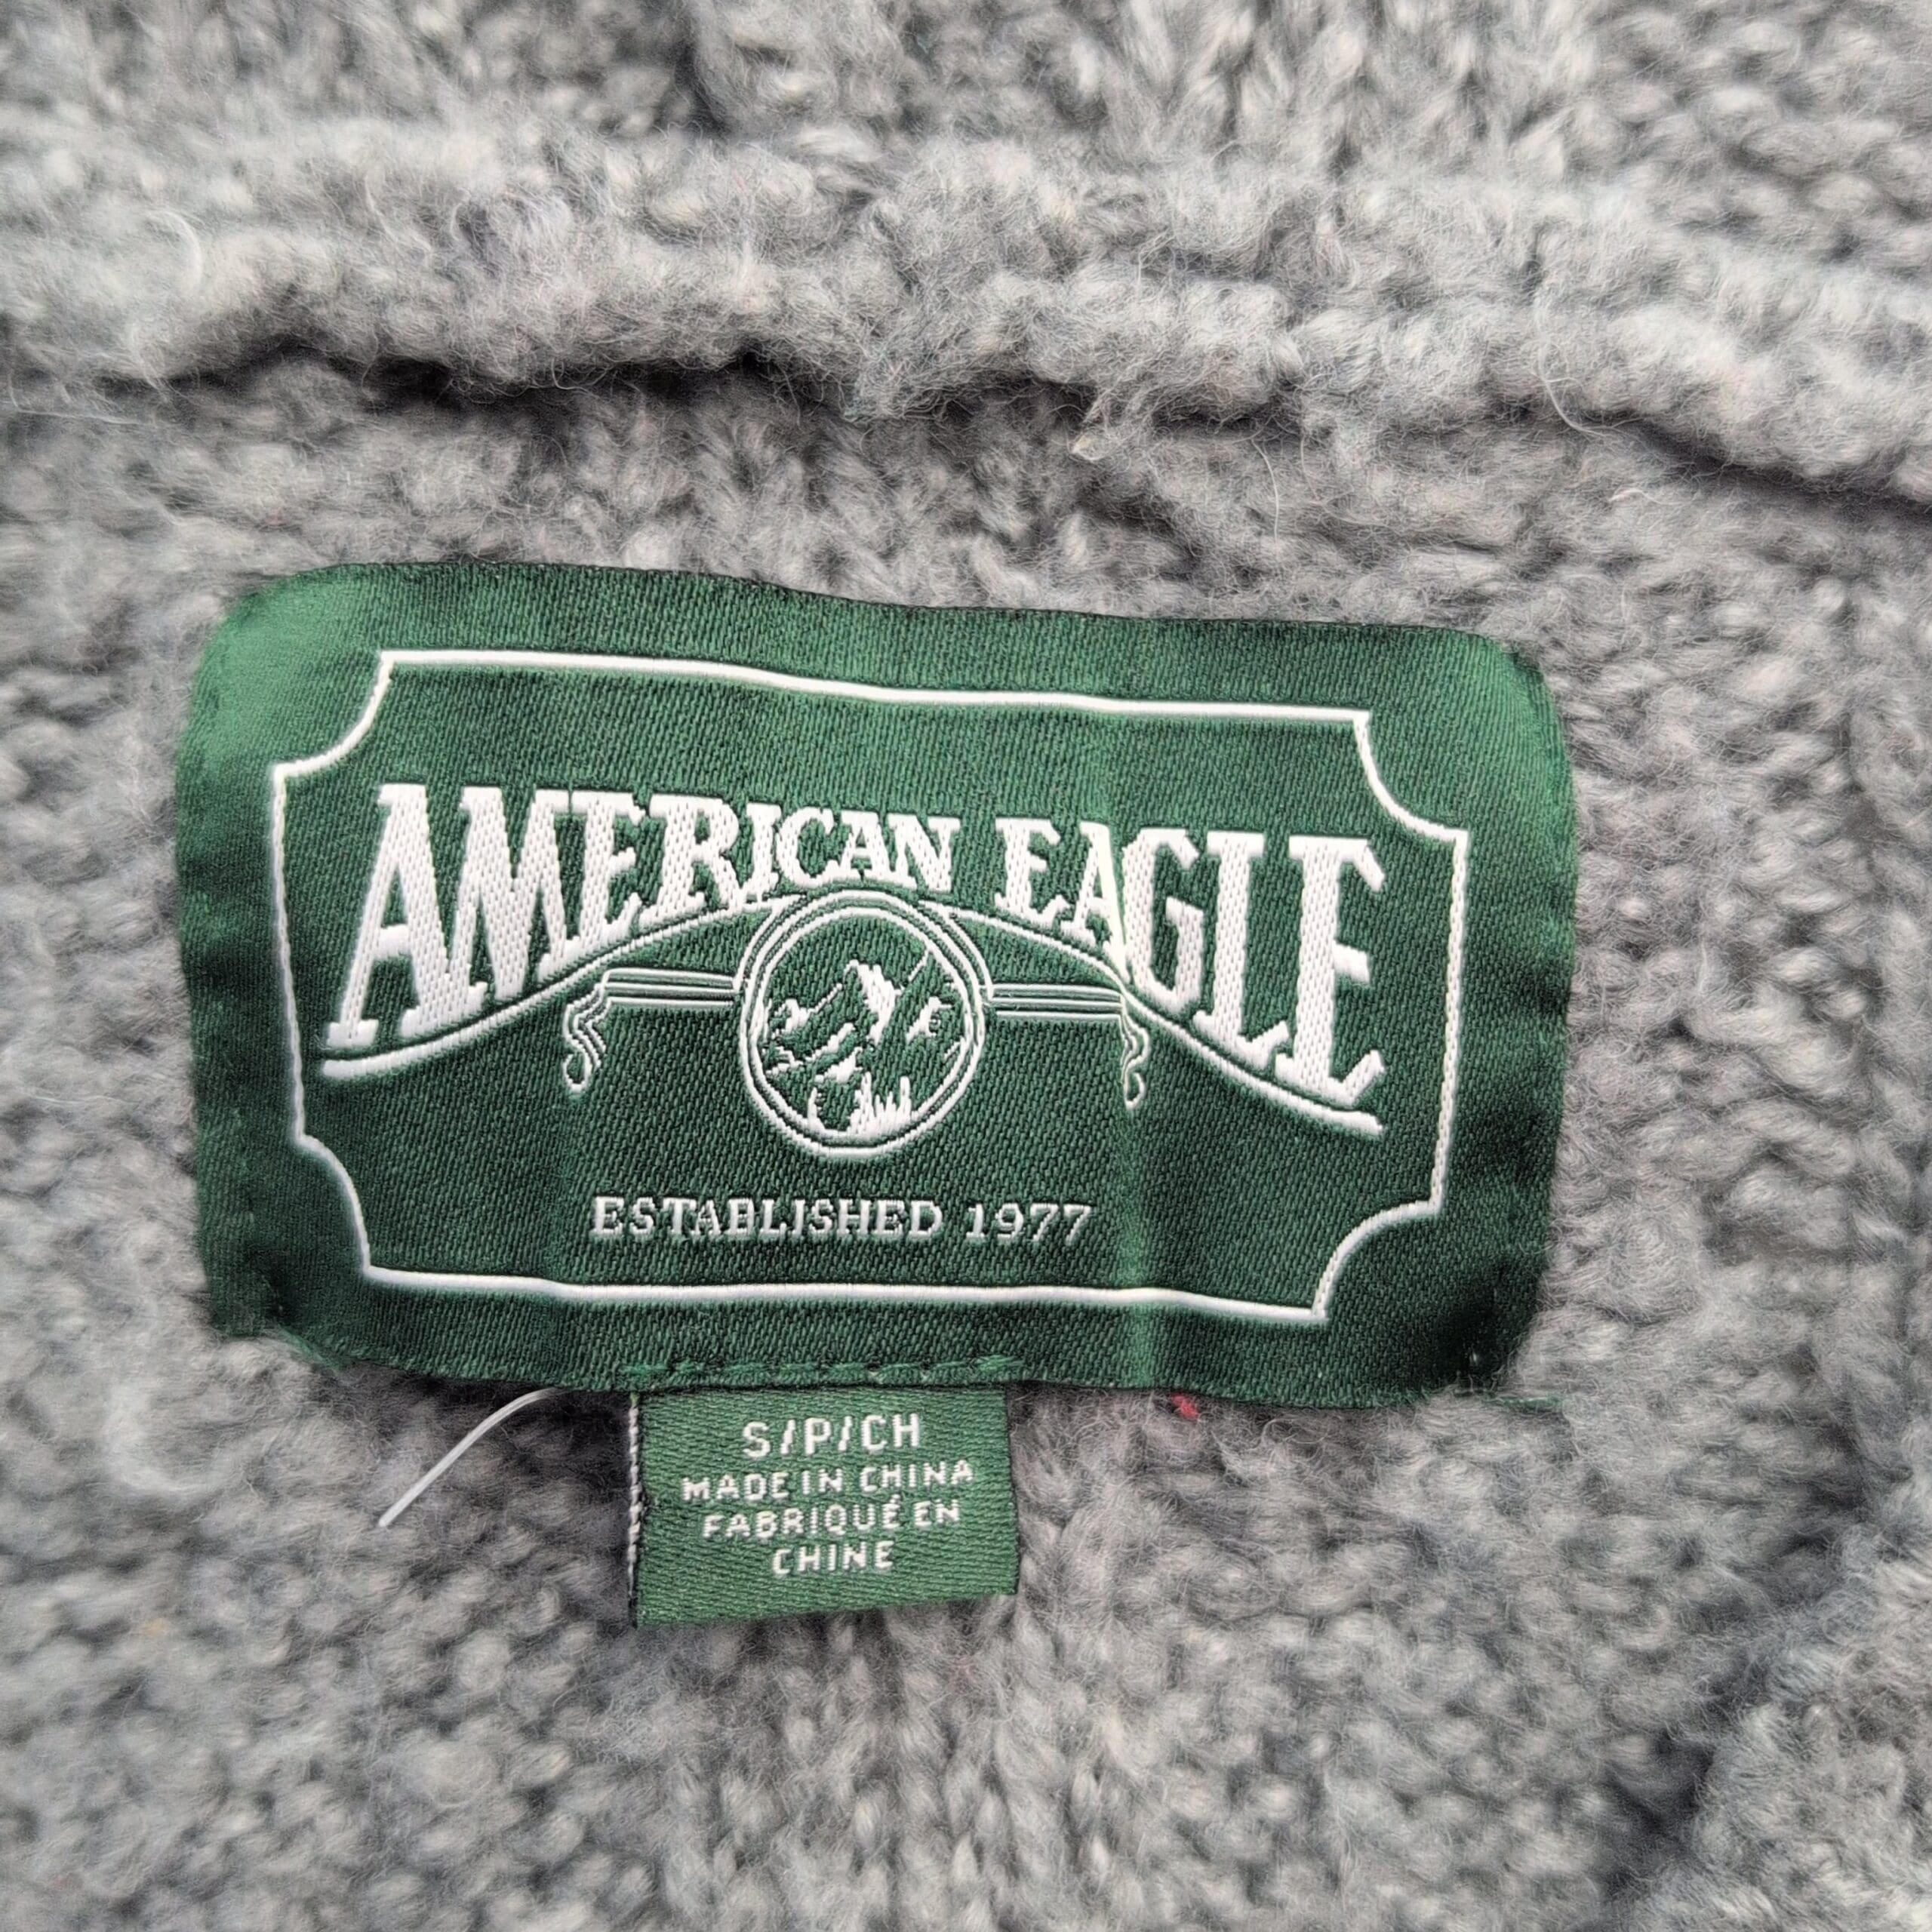 AMERICAN EAGLE
ESTABLISHED 1977
S/P/CH
MADE IN CHINA
FABRIQUÉ EN
CHINE